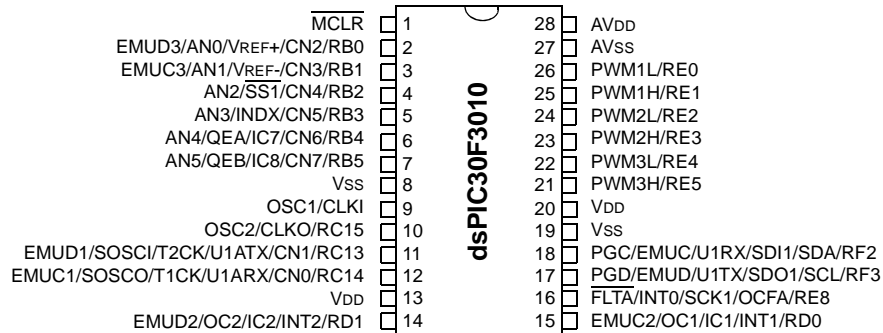 MCLR 1 28 AVDD
EMUD3/AN0/VREF+/CN2/RB0 2 27 AVSS
EMUC3/AN1/VREF-/CN3/RB1 3 26 PWM1L/RE0
AN2/SS1/CN4/RB2 4 25 PWM1H/RE1
AN3/INDX/CN5/RB3 5 24 PWM2L/RE2
AN4/QEA/IC7/CN6/RB4 6 23 PWM2H/RE3
AN5/QEB/IC8/CN7/RB5 7 22 PWM3L/RE4
VSS 8 21 PWM3H/RE5
OSC1/CLKI 9 20 VDD
OSC2/CLKO/RC15 10 19 VSS
EMUD1/SOSCI/T2CK/U1ATX/CN1/RC13 11 18 PGC/EMUC/U1RX/SDI1/SDA/RF2
EMUC1/SOSCO/T1CK/U1ARX/CN0/RC14 12 17 PGD/EMUD/U1TX/SDO1/SCL/RF3
VDD 13 16 FLTA/INT0/SCK1/OCFA/RE8
EMUD2/OC2/IC2/INT2/RD1 14 15 EMUC2/OC1/IC1/INT1/RD0
dsPIC30F3010